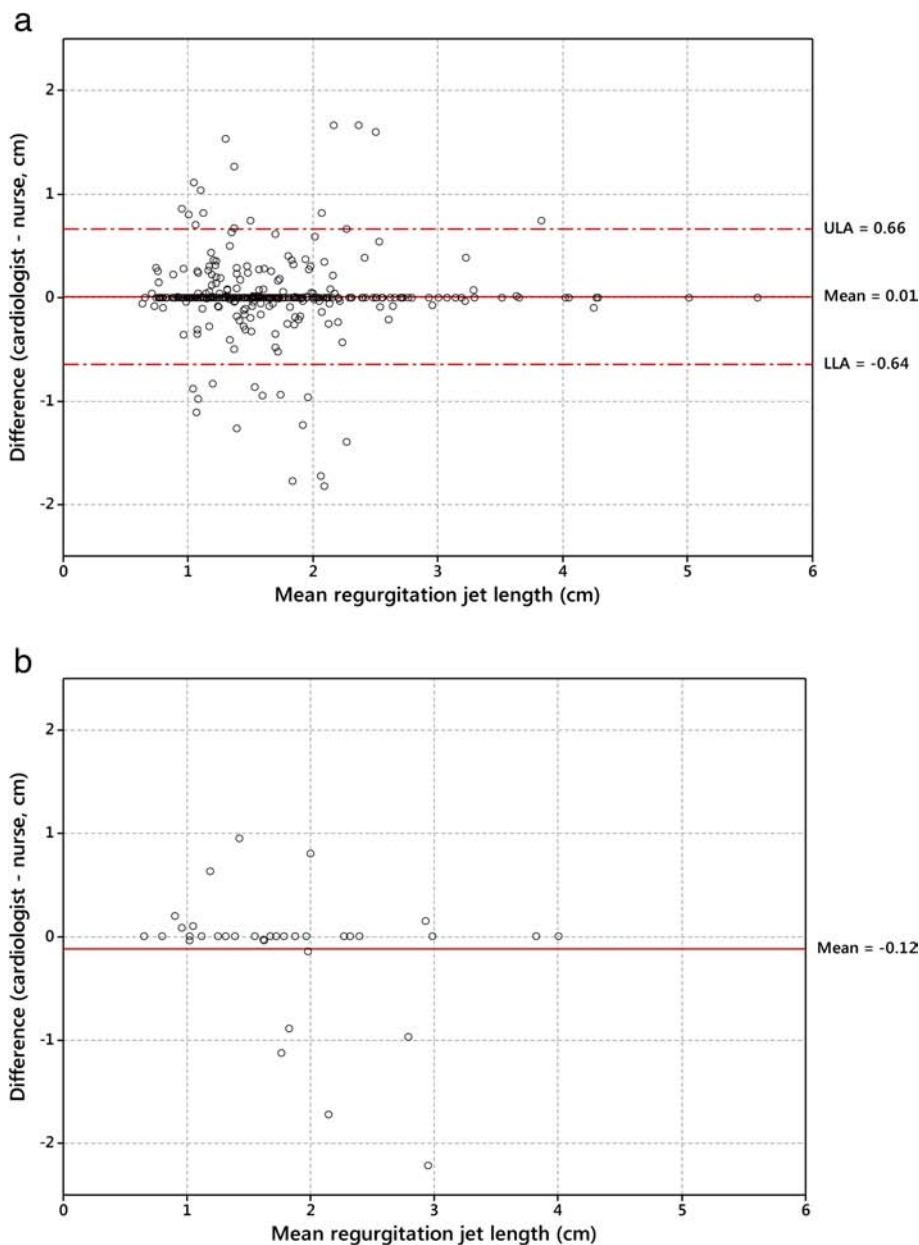 a
2
1
0
-1
-2
Difference (cardiologist - nurse, cm)
ULA = 0.66
Mean = 0.01
LLA = -0.64
0 1 2 3 4 5 6
Mean regurgitation jet length (cm)
b
2
1
0
-1
-2
Difference (cardiologist - nurse, cm)
Mean = -0.12
0 1 2 3 4 5 6
Mean regurgitation jet length (cm)